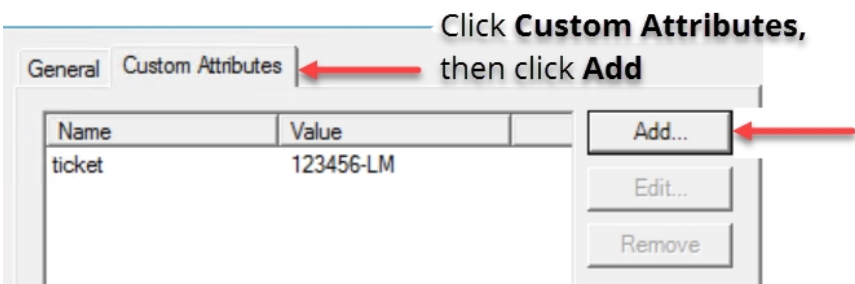 Click Custom Attributes,
then click Add
General Custom Attributes
Name Value Add...
ticket 123456-LM
Edit...
Remove